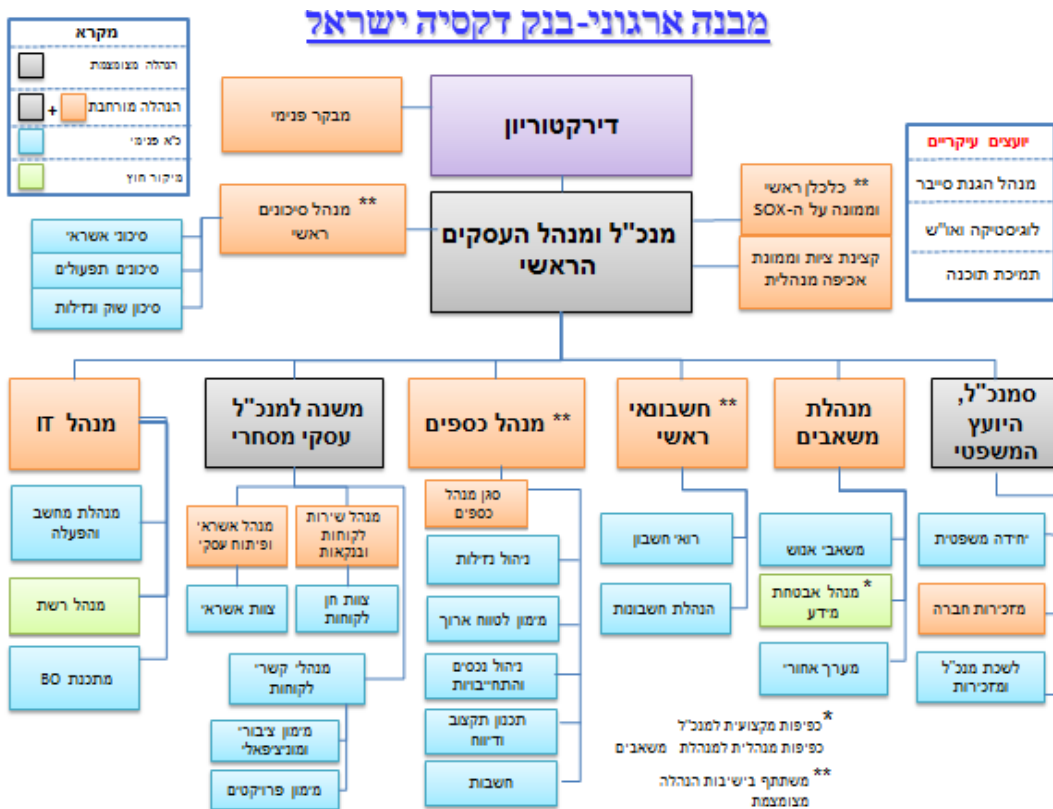 מבנה ארגוני-בנק דקסיה ישראל
מקרא
הנהלה מצומצמת
הנהלה מורחבת
+
כ"א פנימי
מיקור חוץ
דירקטוריון
מבקר פנימי
יועצים עיקריים
מנהל הגנת סייבר
לוגיסטיקה ואו"ש
תמיכת תוכנה
** כלכלן ראשי
וממונה על ה-SOX
קצינת ציות וממונת
אכיפה מנהלית
מנכ"ל ומנהל העסקים
הראשי
** מנהל סיכונים
ראשי
סיכוני אשראי
סיכונים תפעולים
סיכון שוק ונזילות
סמנכ"ל,
היועץ
המשפטי
יחידה משפטית
מזכירות חברה
לשכת מנכ"ל
ומזכירות
מנהלת
משאבים
משאבי אנוש
* מנהל אבטחת
מידע
מערך אחורי
** חשבונאי
ראשי
רואי חשבון
הנהלת חשבונות
** מנהל כספים
סגן מנהל
כספים
ניהול נזילות
מימון לטווח ארוך
ניהול נכסים
והתחייבויות
תכנון תקצוב
ודיווח
חשבות
משנה למנכ"ל
עסקי מסחרי
מנהל שירות
לקוחות
ובנקאות
צוות חן
לקוחות
מנהל אשראי
ופיתוח עסקי
צוות אשראי
מנהלי קשרי
לקוחות
מימון ציבורי
ומוניציפאלי
מימון פרויקטים
מנהל IT
מנהלת מחשב
והפעלה
מנהל רשת
מתכנת BO
* כפיפות מקצועית למנכ"ל
כפיפות מנהלית למנהלת משאבים
** משתתף בישיבות הנהלה
מצומצמת